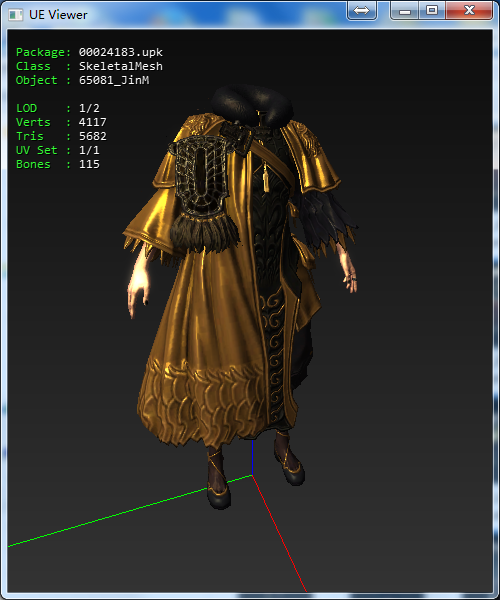 UE Viewer
Package: 00024183.upk
Class : SkeletalMesh
Object : 65081_JinM
LOD : 1/2
Verts : 4117
Tris : 5682
UV Set : 1/1
Bones : 115